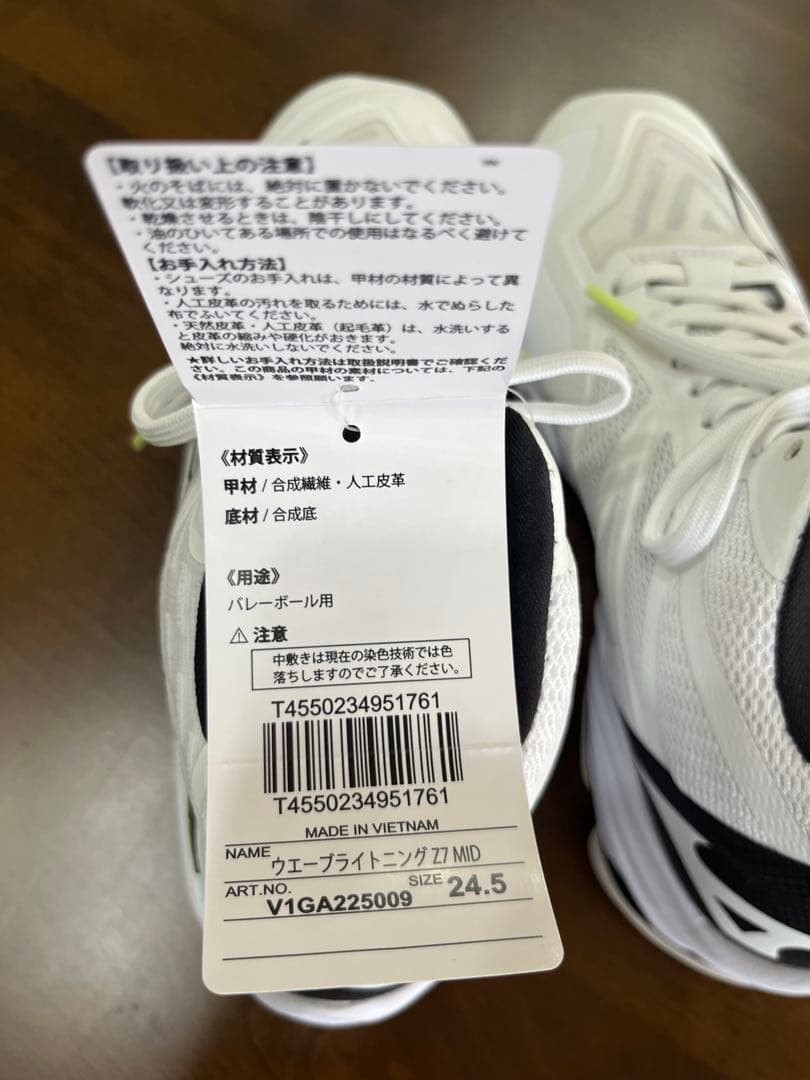 【取り扱い上の注意】
・火のそばには、絶対に置かないでください。
軟化又は変形することがあります。
・乾燥させるときは、陰干しにしてください。
・油のひいてある場所での使用はなるべく避けて
ください。
【お手入れ方法】
・シューズのお手入れは、甲材の材質によって異
なります。
・人工皮革の汚れを取るためには、水でぬらした
布でふいてください。
・天然皮革・人工皮革（起毛革）は、水洗いする
と皮革の縮みや硬化がおきます。
絶対に水洗いしないでください。
★詳しいお手入れ方法は取扱説明書でご確認くだ
さい。この商品の甲材の素材については、下記の
《材質表示》を参照願います。
《材質表示》
甲材 / 合成繊維・人工皮革
底材 / 合成底
《用途》
バレーボール用
⚠ 注意
中敷きは現在の染色技術では色
落ちしますのでご了承ください。
T4550234951761
T4550234951761
MADE IN VIETNAM
NAME ウエーブライトニング Z7 MID
ART.NO. V1GA225009 SIZE 24.5